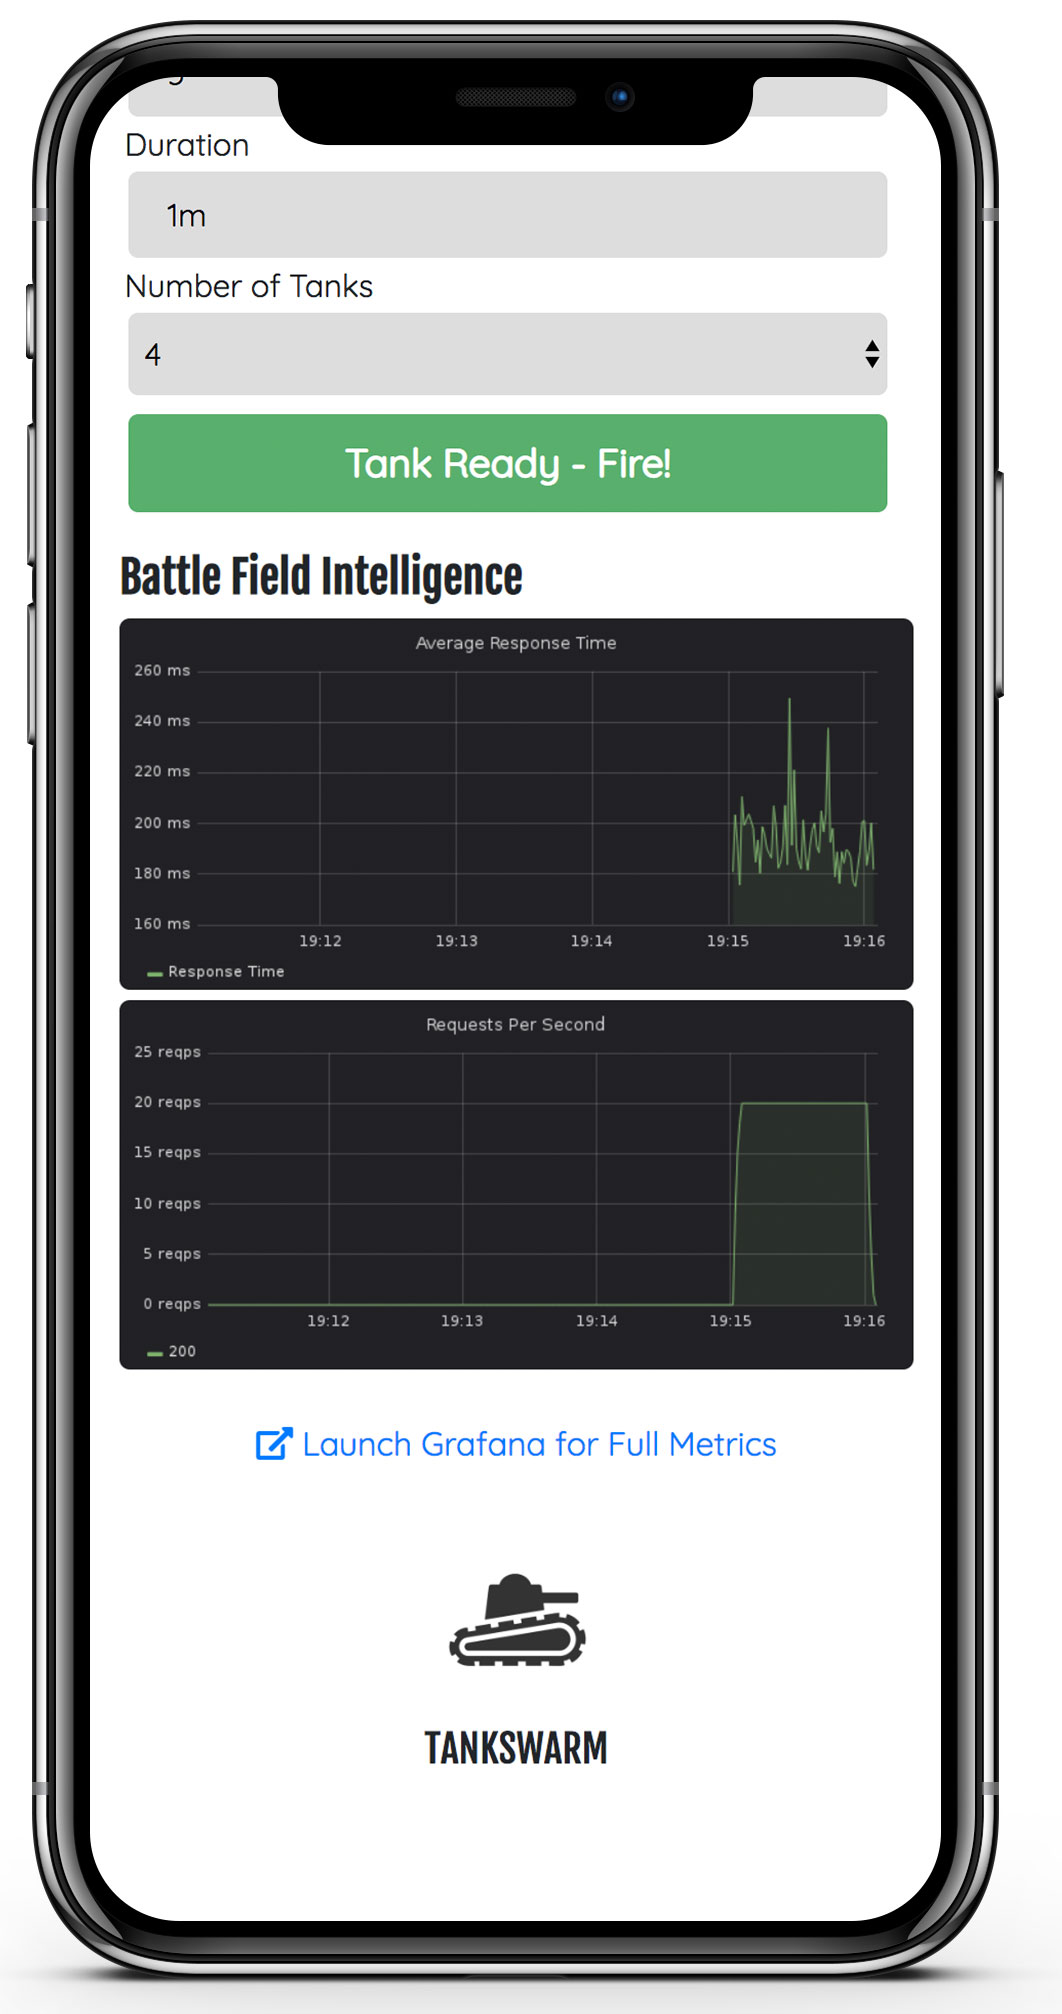 Duration
1m
Number of Tanks
4
Tank Ready - Fire!
Battle Field Intelligence
Average Response Time
260 ms
240 ms
220 ms
200 ms
180 ms
160 ms
19:12 19:13 19:14 19:15 19:16
Response Time
Requests Per Second
25 reqps
20 reqps
15 reqps
10 reqps
5 reqps
0 reqps
19:12 19:13 19:14 19:15 19:16
200
Launch Grafana for Full Metrics
TANKSWARM